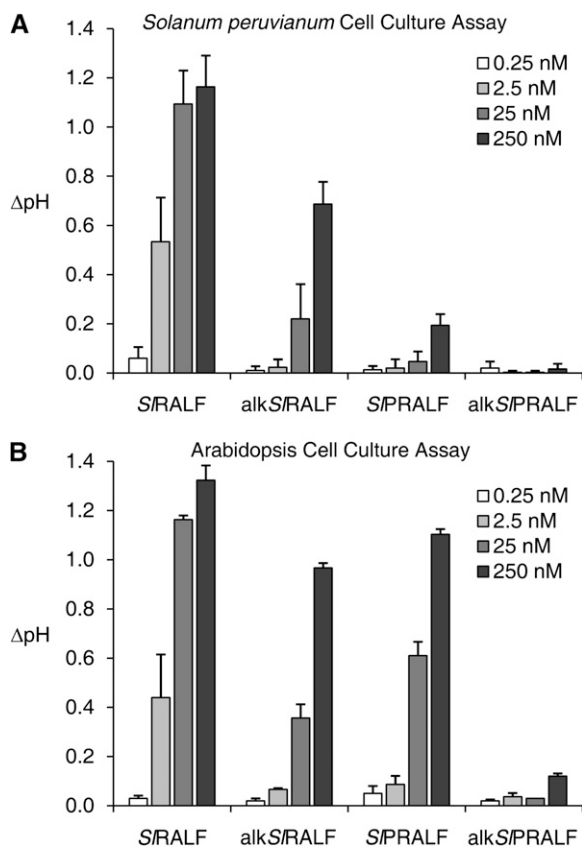 A
Solanum peruvianum Cell Culture Assay
1.4
1.2
1.0
0.8
0.6
0.4
0.2
0.0
ΔpH
0.25 nM
2.5 nM
25 nM
250 nM
SlRALF alkSlRALF SlPRALF alkSlPRALF
B
Arabidopsis Cell Culture Assay
1.4
1.2
1.0
0.8
0.6
0.4
0.2
0.0
ΔpH
0.25 nM
2.5 nM
25 nM
250 nM
SlRALF alkSlRALF SlPRALF alkSlPRALF